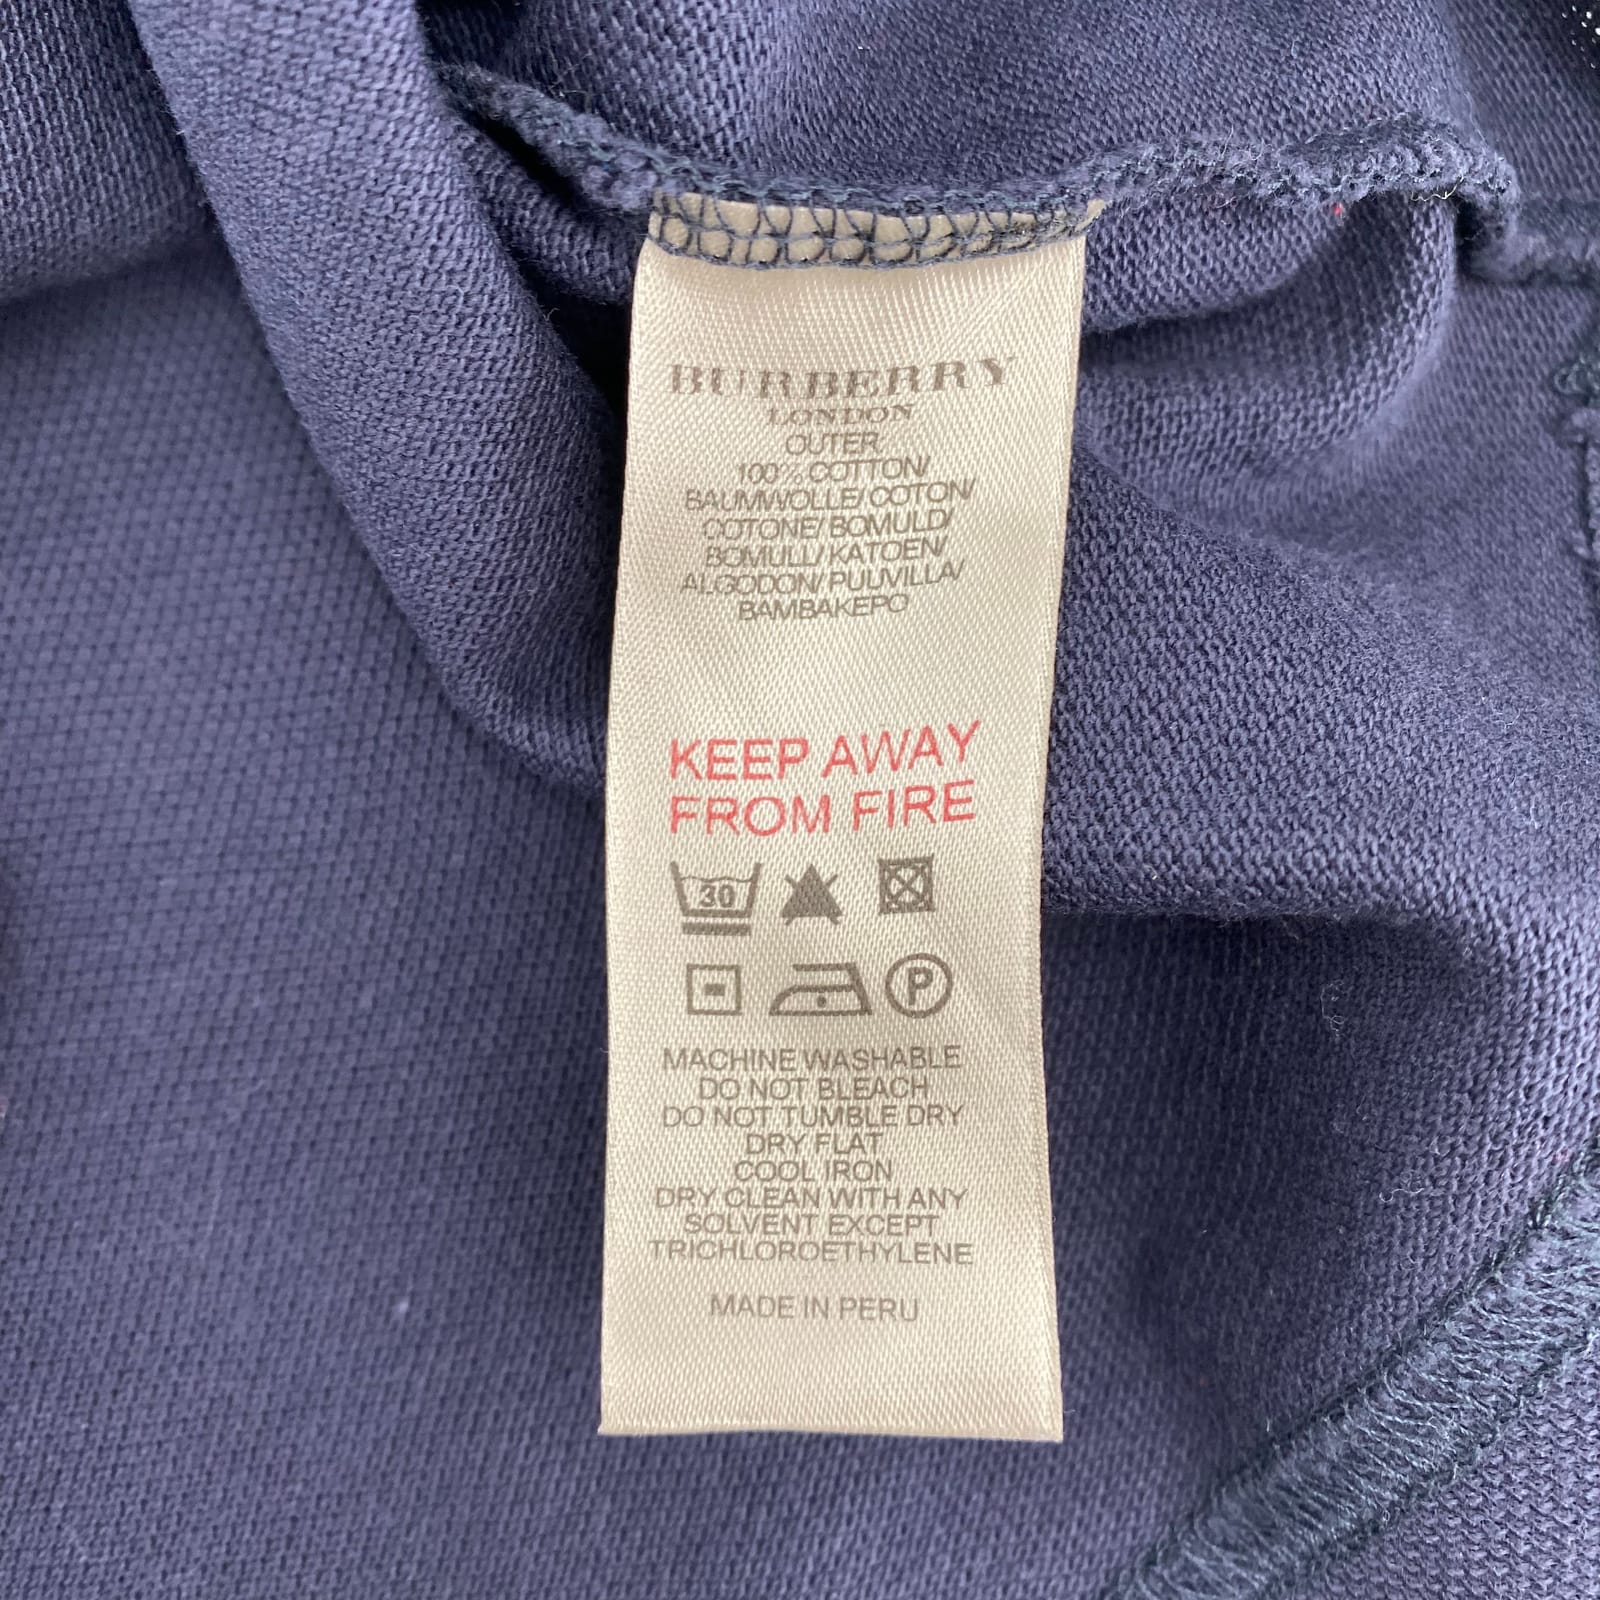 BURBERRY
LONDON
OUTER
100% COTTON/
BAUMWOLLE/COTON/
COTONE/BOMULD/
BOMULL/KATOEN/
ALGODON/PUUVILLA/
BAMBAKEPO
KEEP AWAY
FROM FIRE
30
P
MACHINE WASHABLE
DO NOT BLEACH
DO NOT TUMBLE DRY
DRY FLAT
COOL IRON
DRY CLEAN WITH ANY
SOLVENT EXCEPT
TRICHLOROETHYLENE
MADE IN PERU